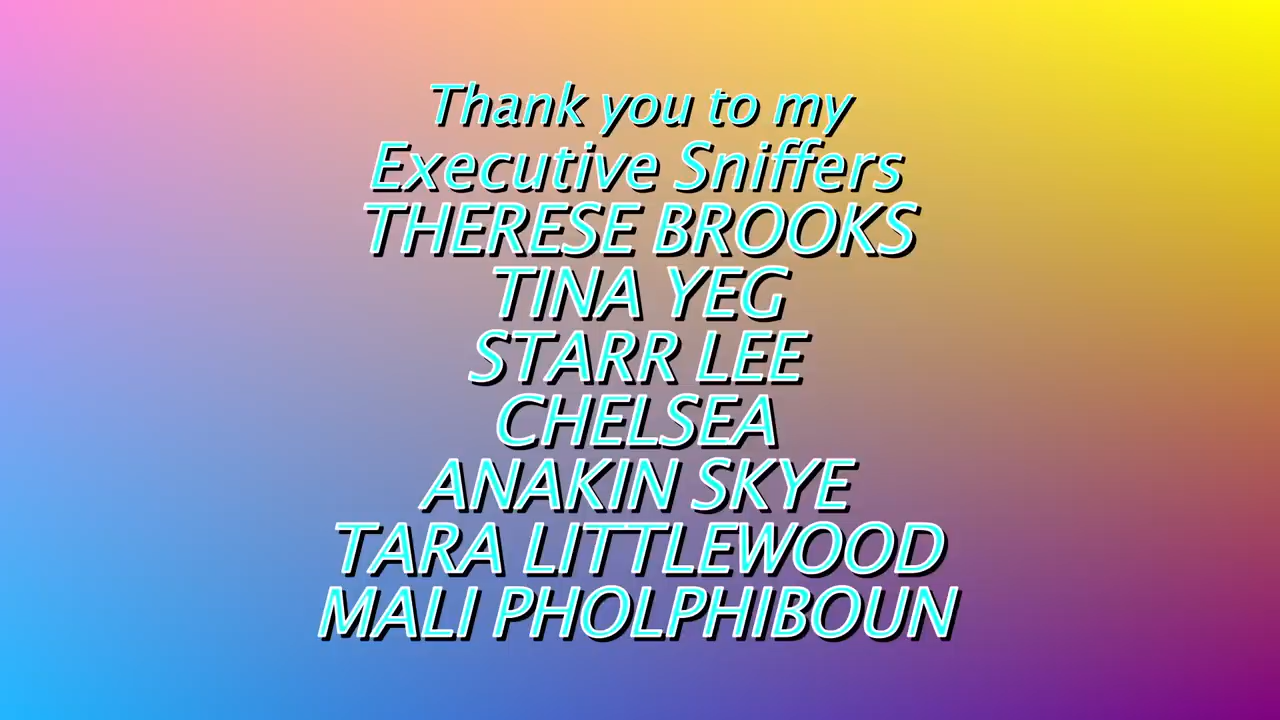 Thank you to my
Executive Sniffers
THERESE BROOKS
TINA YEG
STARR LEE
CHELSEA
ANAKIN SKYE
TARA LITTLEWOOD
MALI PHOLPHIBOUN